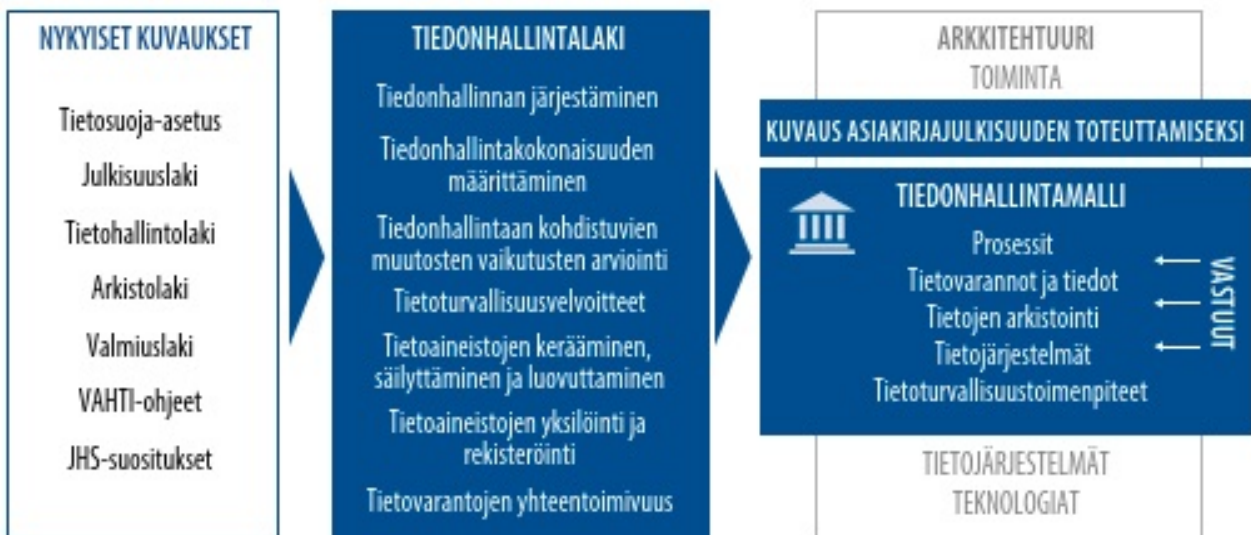 NYKYISET KUVAUKSET
Tietosuoja-asetus
Julkisuuslaki
Tietohallintolaki
Arkistolaki
Valmiuslaki
VAHTI-ohjeet
JHS-suositukset
TIEDONHALLINTALAKI
Tiedonhallinnan järjestäminen
Tiedonhallintakokonaisuuden
määrittäminen
Tiedonhallintaan kohdistuvien
muutosten vaikutusten arviointi
Tietoturvallisuusvelvoitteet
Tietoaineistojen kerääminen,
säilyttäminen ja luovuttaminen
Tietoaineistojen yksilöinti ja
rekisteröinti
Tietovarantojen yhteentoimivuus
ARKKITEHTUURI
TOIMINTA
KUVAUS ASIAKIRJAJULKISUUDEN TOTEUTTAMISEKSI
TIEDONHALLINTAMALLI
Prosessit
Tietovarannot ja tiedot
Tietojen arkistointi
Tietojärjestelmät
Tietoturvallisuustoimenpiteet
VASTUUT
TIETOJÄRJESTELMÄT
TEKNOLOGIAT